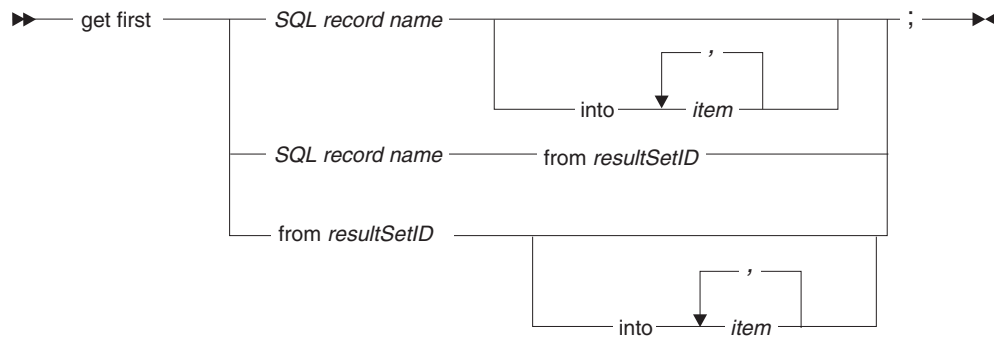 get first SQL record name ;
,
into item
SQL record name from resultSetID
from resultSetID
,
into item